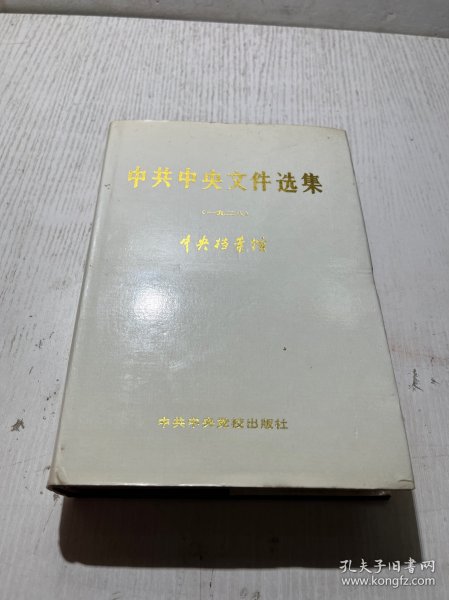 中共中央文件选集
（一九二八）
中央档案馆
中共中央党校出版社
孔夫子旧书网
www.kongfz.com